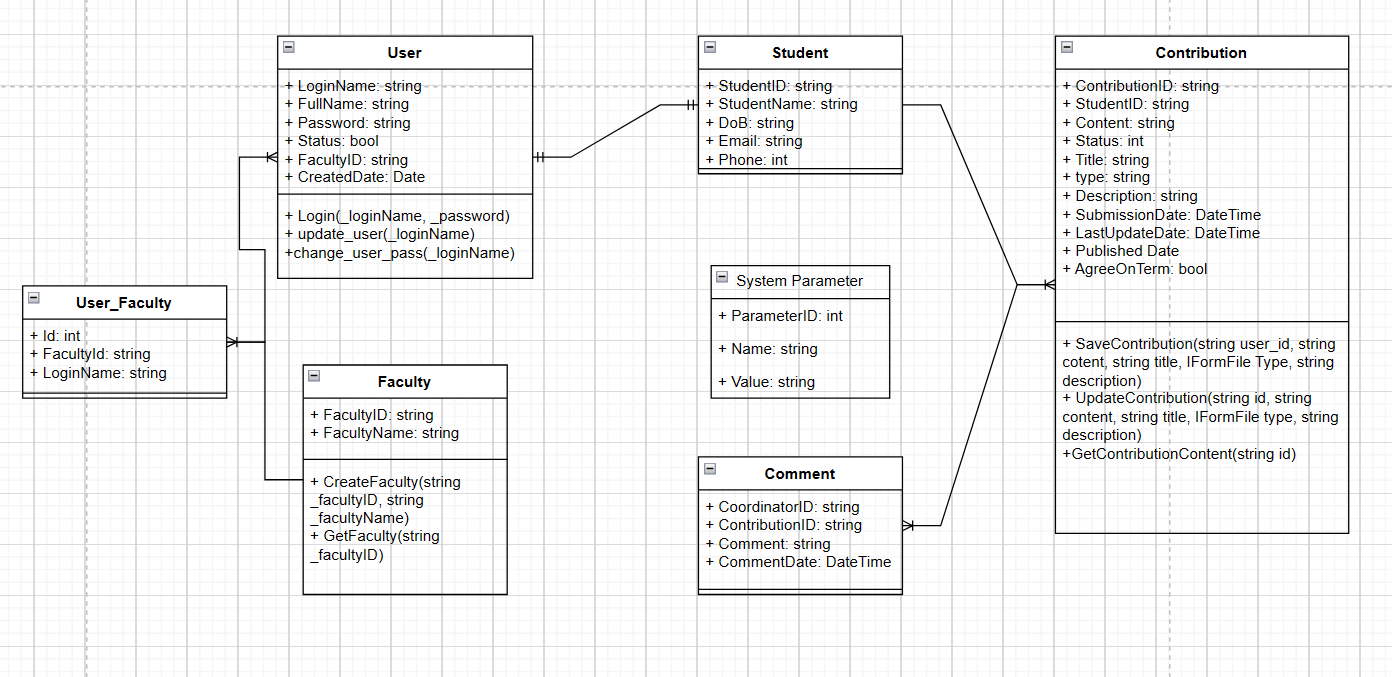 User
+ LoginName: string
+ FullName: string
+ Password: string
+ Status: bool
+ FacultyID: string
+ CreatedDate: Date
+ Login(_loginName, _password)
+ update_user(_loginName)
+change_user_pass(_loginName)
Student
+ StudentID: string
+ StudentName: string
+ DoB: string
+ Email: string
+ Phone: int
Contribution
+ ContributionID: string
+ StudentID: string
+ Content: string
+ Status: int
+ Title: string
+ type: string
+ Description: string
+ SubmissionDate: DateTime
+ LastUpdateDate: DateTime
+ Published Date
+ AgreeOnTerm: bool
+ SaveContribution(string user_id, string
cotent, string title, IFormFile Type, string
description)
+ UpdateContribution(string id, string
content, string title, IFormFile type, string
description)
+GetContributionContent(string id)
User_Faculty
+ Id: int
+ FacultyId: string
+ LoginName: string
System Parameter
+ ParameterID: int
+ Name: string
+ Value: string
Faculty
+ FacultyID: string
+ FacultyName: string
+ CreateFaculty(string
_facultyID, string
_facultyName)
+ GetFaculty(string
_facultyID)
Comment
+ CoordinatorID: string
+ ContributionID: string
+ Comment: string
+ CommentDate: DateTime